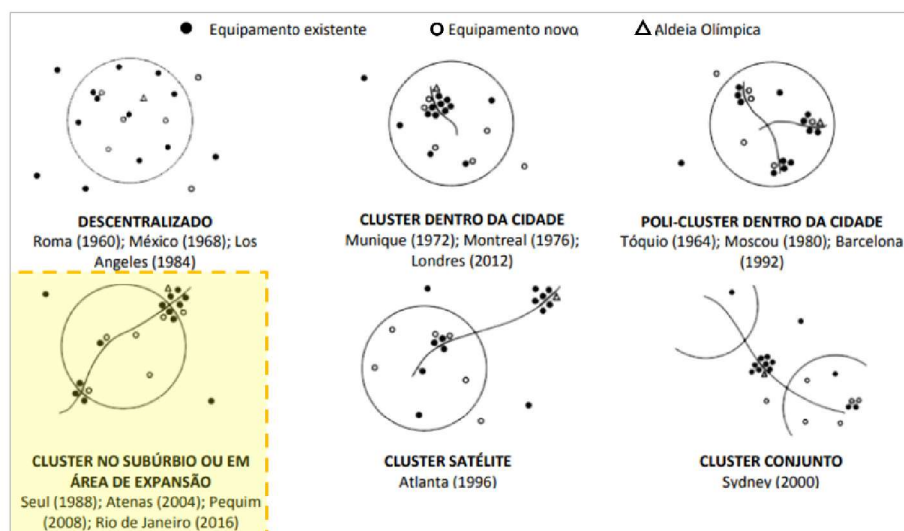 Equipamento existente
Equipamento novo
Aldeia Olímpica
DESCENTRALIZADO
Roma (1960); México (1968); Los
Angeles (1984)
CLUSTER DENTRO DA CIDADE
Munique (1972); Montreal (1976);
Londres (2012)
POLI-CLUSTER DENTRO DA CIDADE
Tóquio (1964); Moscou (1980); Barcelona
(1992)
CLUSTER NO SUBÚRBIO OU EM
ÁREA DE EXPANSÃO
Seul (1988); Atenas (2004); Pequim
(2008); Rio de Janeiro (2016)
CLUSTER SATÉLITE
Atlanta (1996)
CLUSTER CONJUNTO
Sydney (2000)